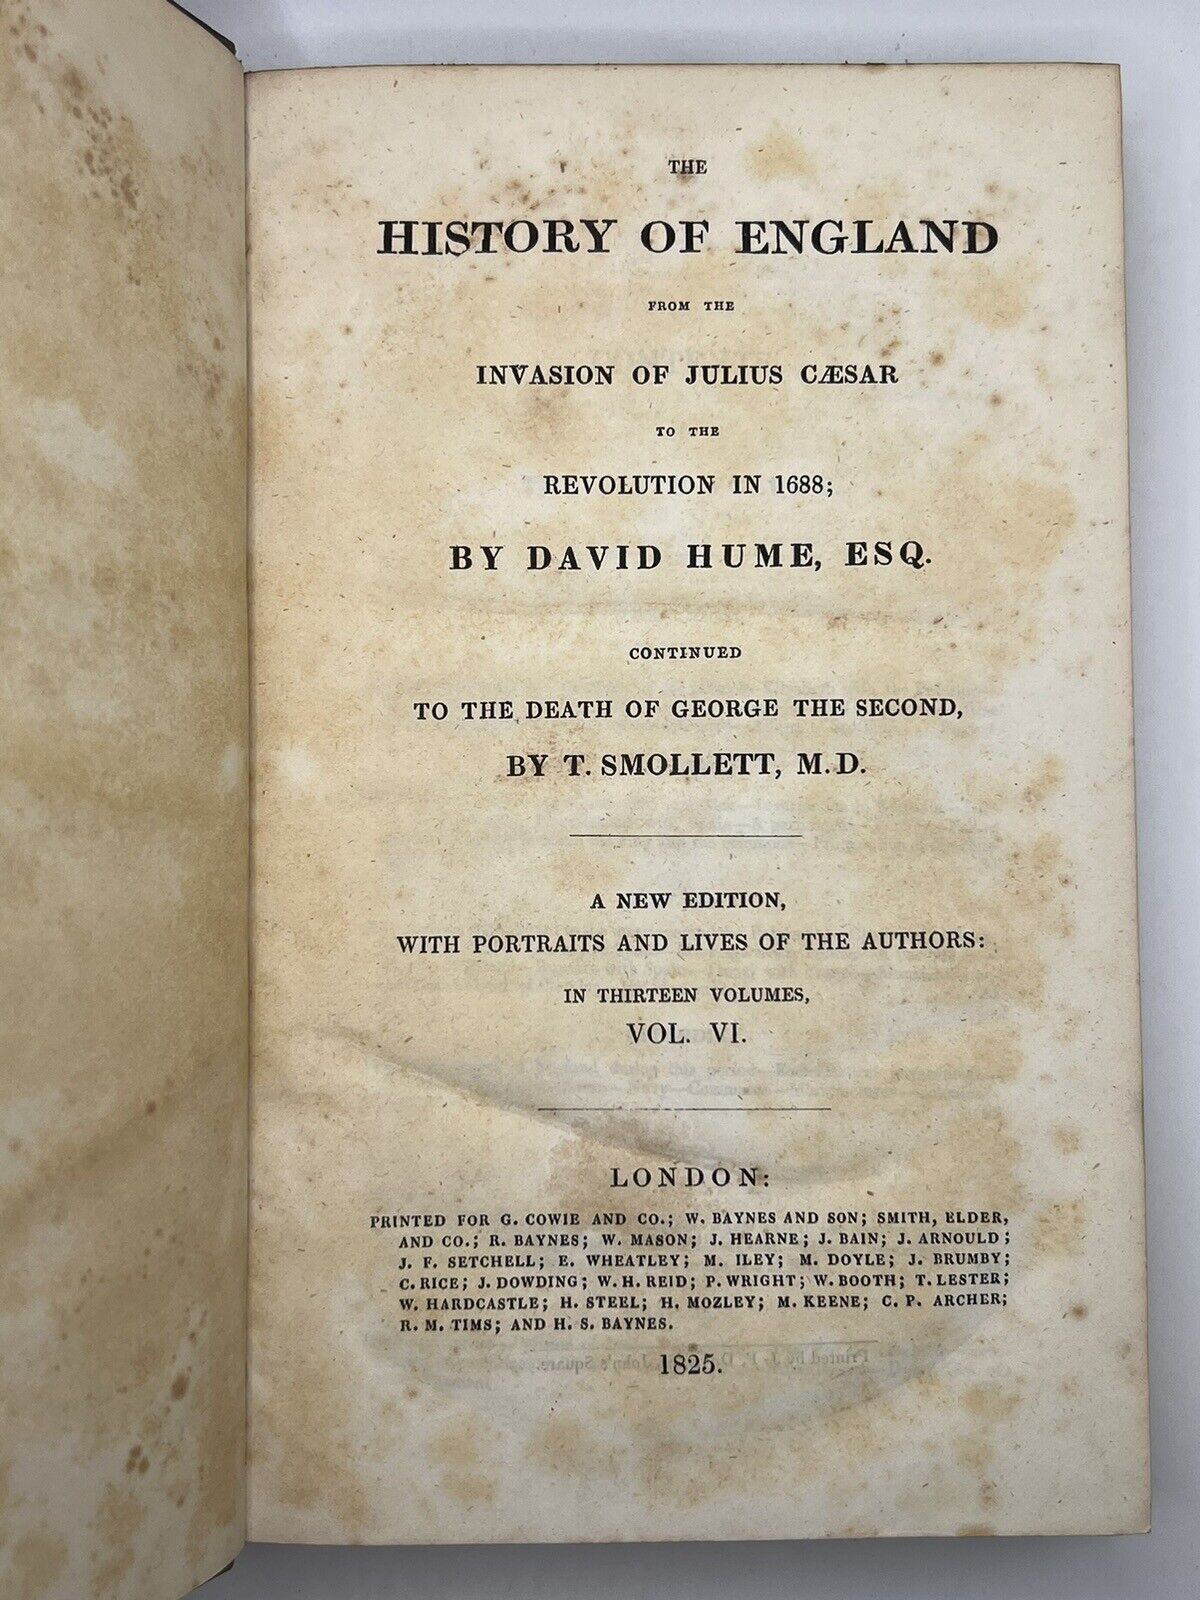 THE
HISTORY OF ENGLAND
FROM THE
INVASION OF JULIUS CÆSAR
TO THE
REVOLUTION IN 1688;
BY DAVID HUME, ESQ.
CONTINUED
TO THE DEATH OF GEORGE THE SECOND,
BY T. SMOLLETT, M.D.
A NEW EDITION,
WITH PORTRAITS AND LIVES OF THE AUTHORS:
IN THIRTEEN VOLUMES,
VOL. VI.
LONDON:
PRINTED FOR G. COWIE AND CO.; W. BAYNES AND SON; SMITH, ELDER,
AND CO.; R. BAYNES; W. MASON; J. HEARNE; J. BAIN; J. ARNOULD;
J. F. SETCHELL; E. WHEATLEY; M. ILEY; M. DOYLE; J. BRUMBY;
C. RICE; J. DOWDING; W. H. REID; P. WRIGHT; W. BOOTH; T. LESTER;
W. HARDCASTLE; H. STEEL; H. MOZLEY; M. KEENE; C. P. ARCHER;
R. M. TIMS; AND H. S. BAYNES.
1825.